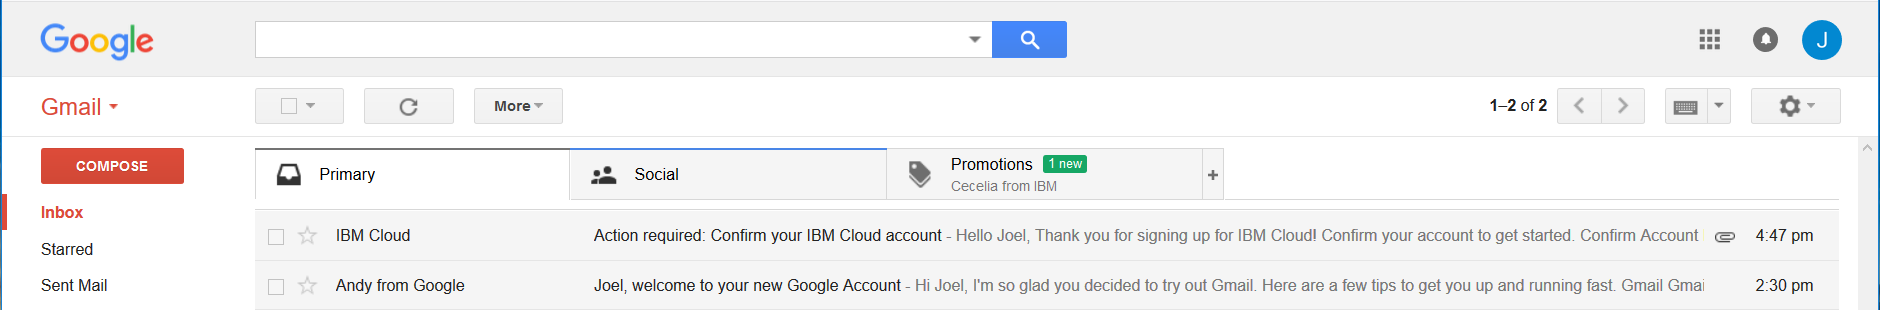 Google
J
Gmail
More
1–2 of 2
COMPOSE
Primary
Social
Promotions 1 new
Cecelia from IBM
+
Inbox
IBM Cloud Action required: Confirm your IBM Cloud account - Hello Joel, Thank you for signing up for IBM Cloud! Confirm your account to get started. Confirm Account 4:47 pm
Starred
Andy from Google Joel, welcome to your new Google Account - Hi Joel, I'm so glad you decided to try out Gmail. Here are a few tips to get you up and running fast. Gmail Gmai 2:30 pm
Sent Mail